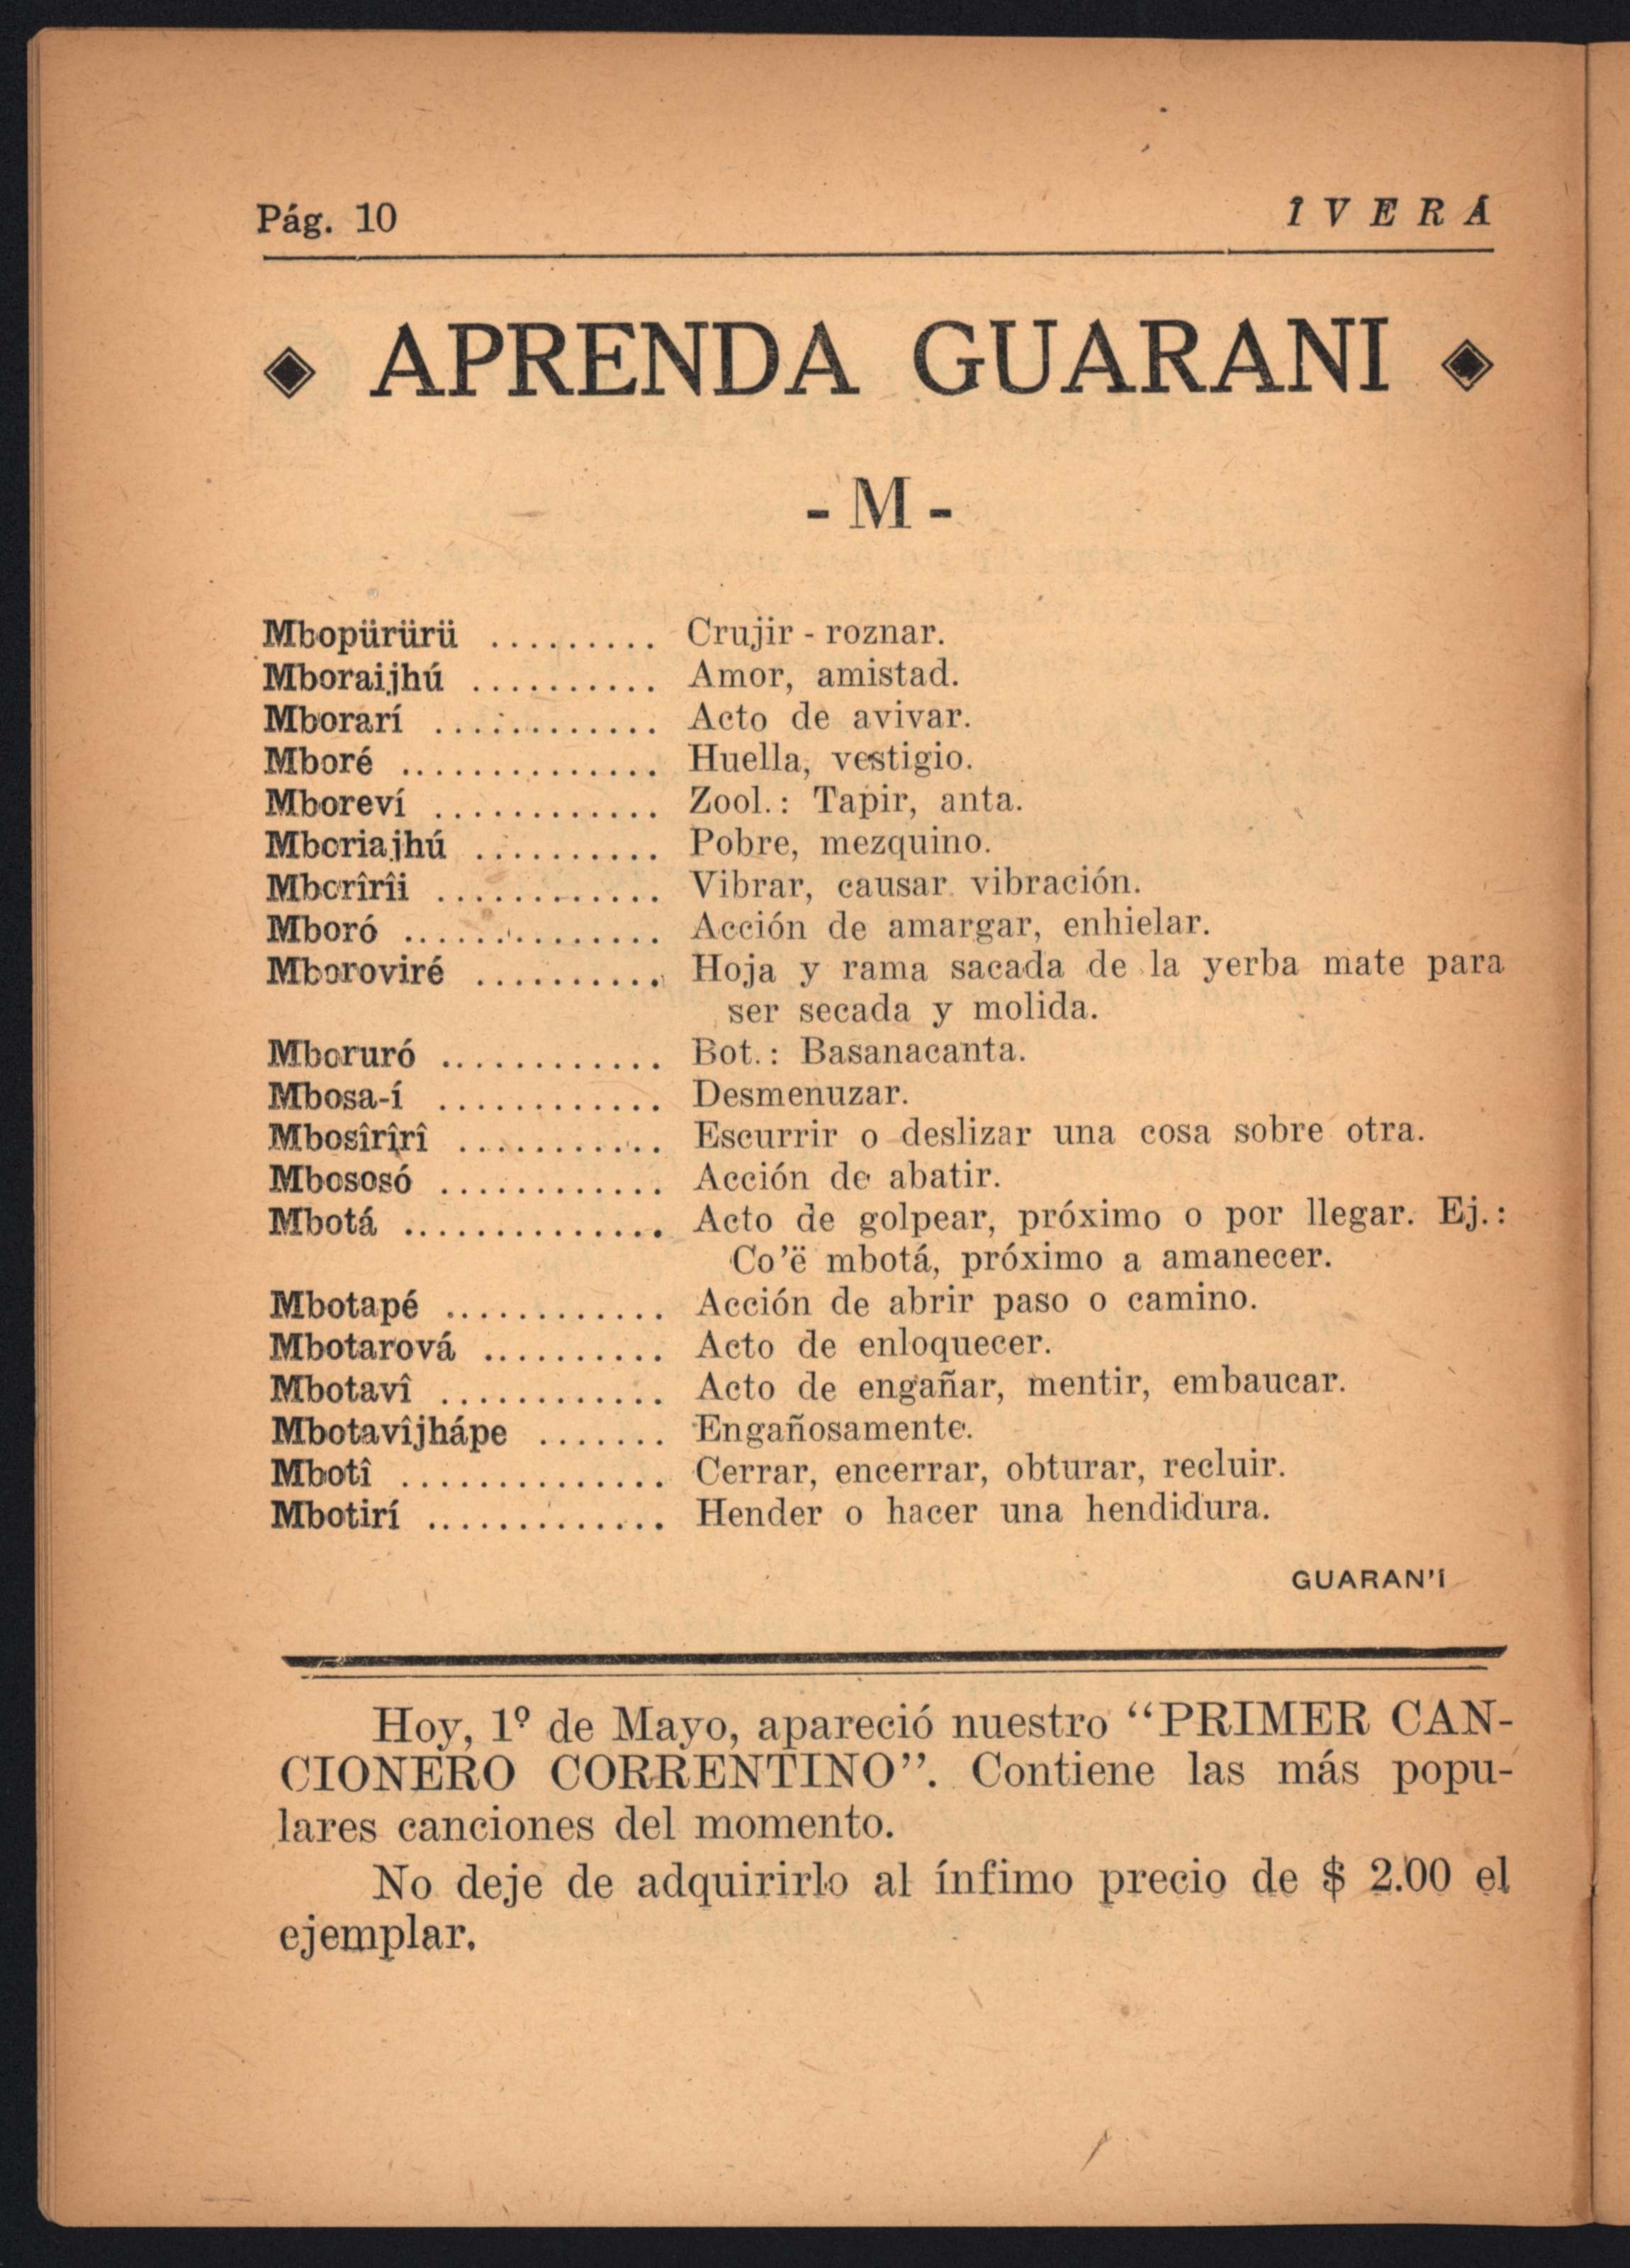 Pág. 10 Î V E R Á
APRENDA GUARANI
- M -
Mbopürürü ......... Crujir - roznar.
Mboraijhú .......... Amor, amistad.
Mborarí ............ Acto de avivar.
Mboré .............. Huella, vestigio.
Mboreví ............ Zool.: Tapir, anta.
Mboriajhú .......... Pobre, mezquino.
Mborîrîi ............ Vibrar, causar vibración.
Mboró .............. Acción de amargar, enhielar.
Mboroviré .......... Hoja y rama sacada de la yerba mate para
ser secada y molida.
Mboruró ............ Bot.: Basanacanta.
Mbosa-í ............ Desmenuzar.
Mbosîrîrî ........... Escurrir o deslizar una cosa sobre otra.
Mbososó ............ Acción de abatir.
Mbotá .............. Acto de golpear, próximo o por llegar. Ej.:
Co'ë mbotá, próximo a amanecer.
Mbotapé ............ Acción de abrir paso o camino.
Mbotarová .......... Acto de enloquecer.
Mbotavî ............ Acto de engañar, mentir, embaucar.
Mbotavîjhápe ....... Engañosamente.
Mbotî .............. Cerrar, encerrar, obturar, recluir.
Mbotirí ............. Hender o hacer una hendidura.
GUARAN'Í
Hoy, 1º de Mayo, apareció nuestro “PRIMER CAN-
CIONERO CORRENTINO”. Contiene las más popu-
lares canciones del momento.
No deje de adquirirlo al ínfimo precio de $ 2.00 el
ejemplar.